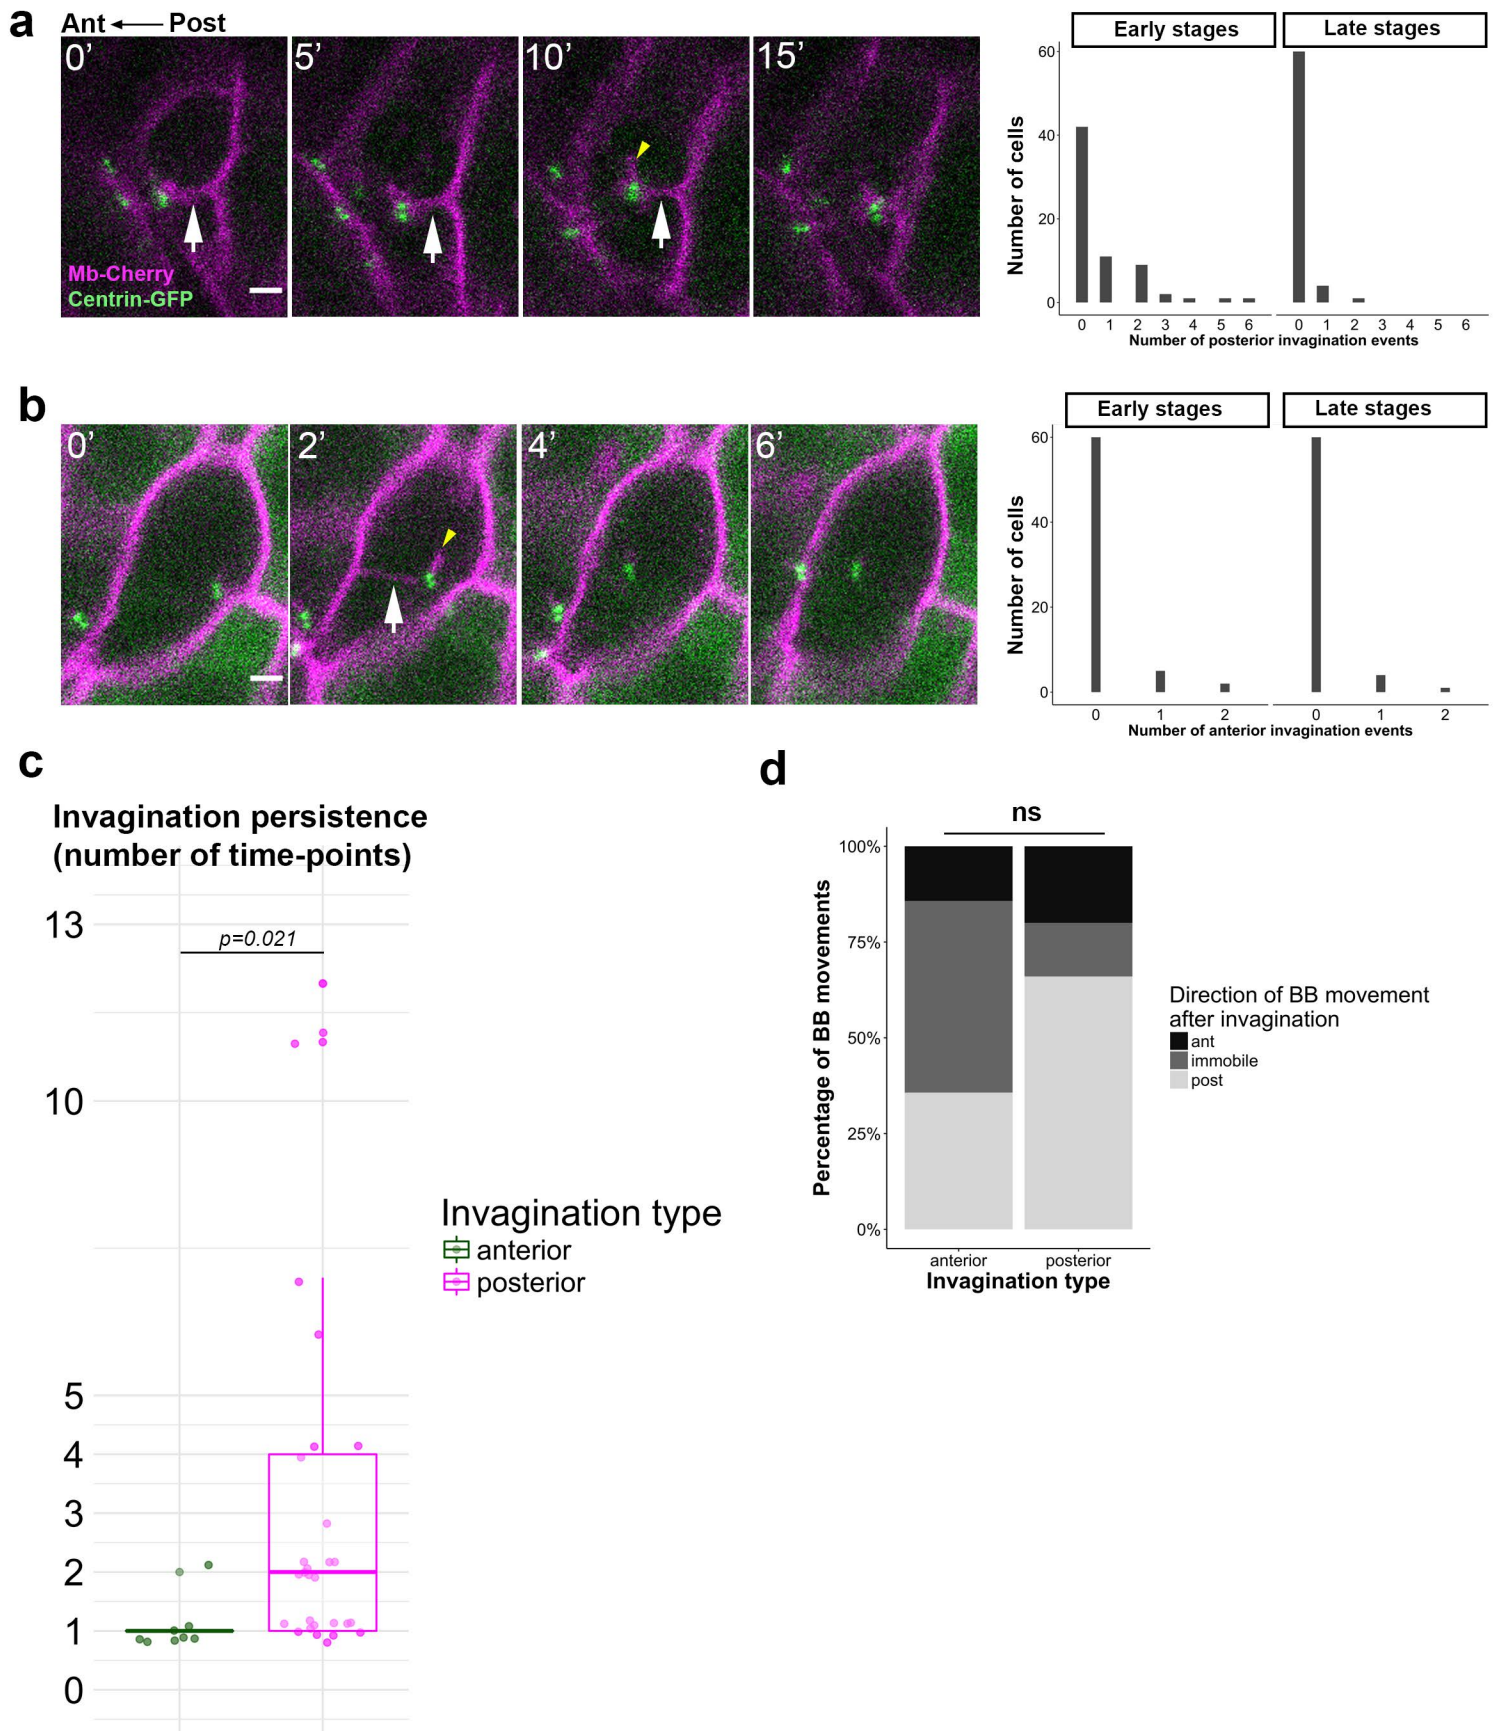 a
Ant Post
0’ 5’ 10’ 15’
Mb-Cherry
Centrin-GFP
Early stages Late stages
Number of cells
60
40
20
0
0 1 2 3 4 5 6 0 1 2 3 4 5 6
Number of posterior invagination events
b
0’ 2’ 4’ 6’
Early stages Late stages
Number of cells
60
40
20
0
0 1 2 0 1 2
Number of anterior invagination events
c
Invagination persistence
(number of time-points)
13
p=0.021
10
5
4
3
2
1
0
Invagination type
anterior
posterior
d
ns
Percentage of BB movements
100%
75%
50%
25%
0%
anterior posterior
Invagination type
Direction of BB movement
after invagination
ant
immobile
post